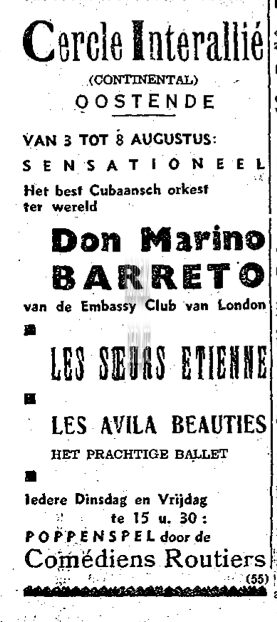 Cercle Interallié
(CONTINENTAL)
OOSTENDE
VAN 3 TOT 8 AUGUSTUS:
SENSATIONEEL
Het best Cubaansch orkest
ter wereld
Don Marino
BARRETO
van de Embassy Club van London
LES SŒURS ETIENNE
LES AVILA BEAUTIES
HET PRACHTIGE BALLET
Iedere Dinsdag en Vrijdag
te 15 u. 30 :
POPPENSPEL door de
Comédiens Routiers
(55)